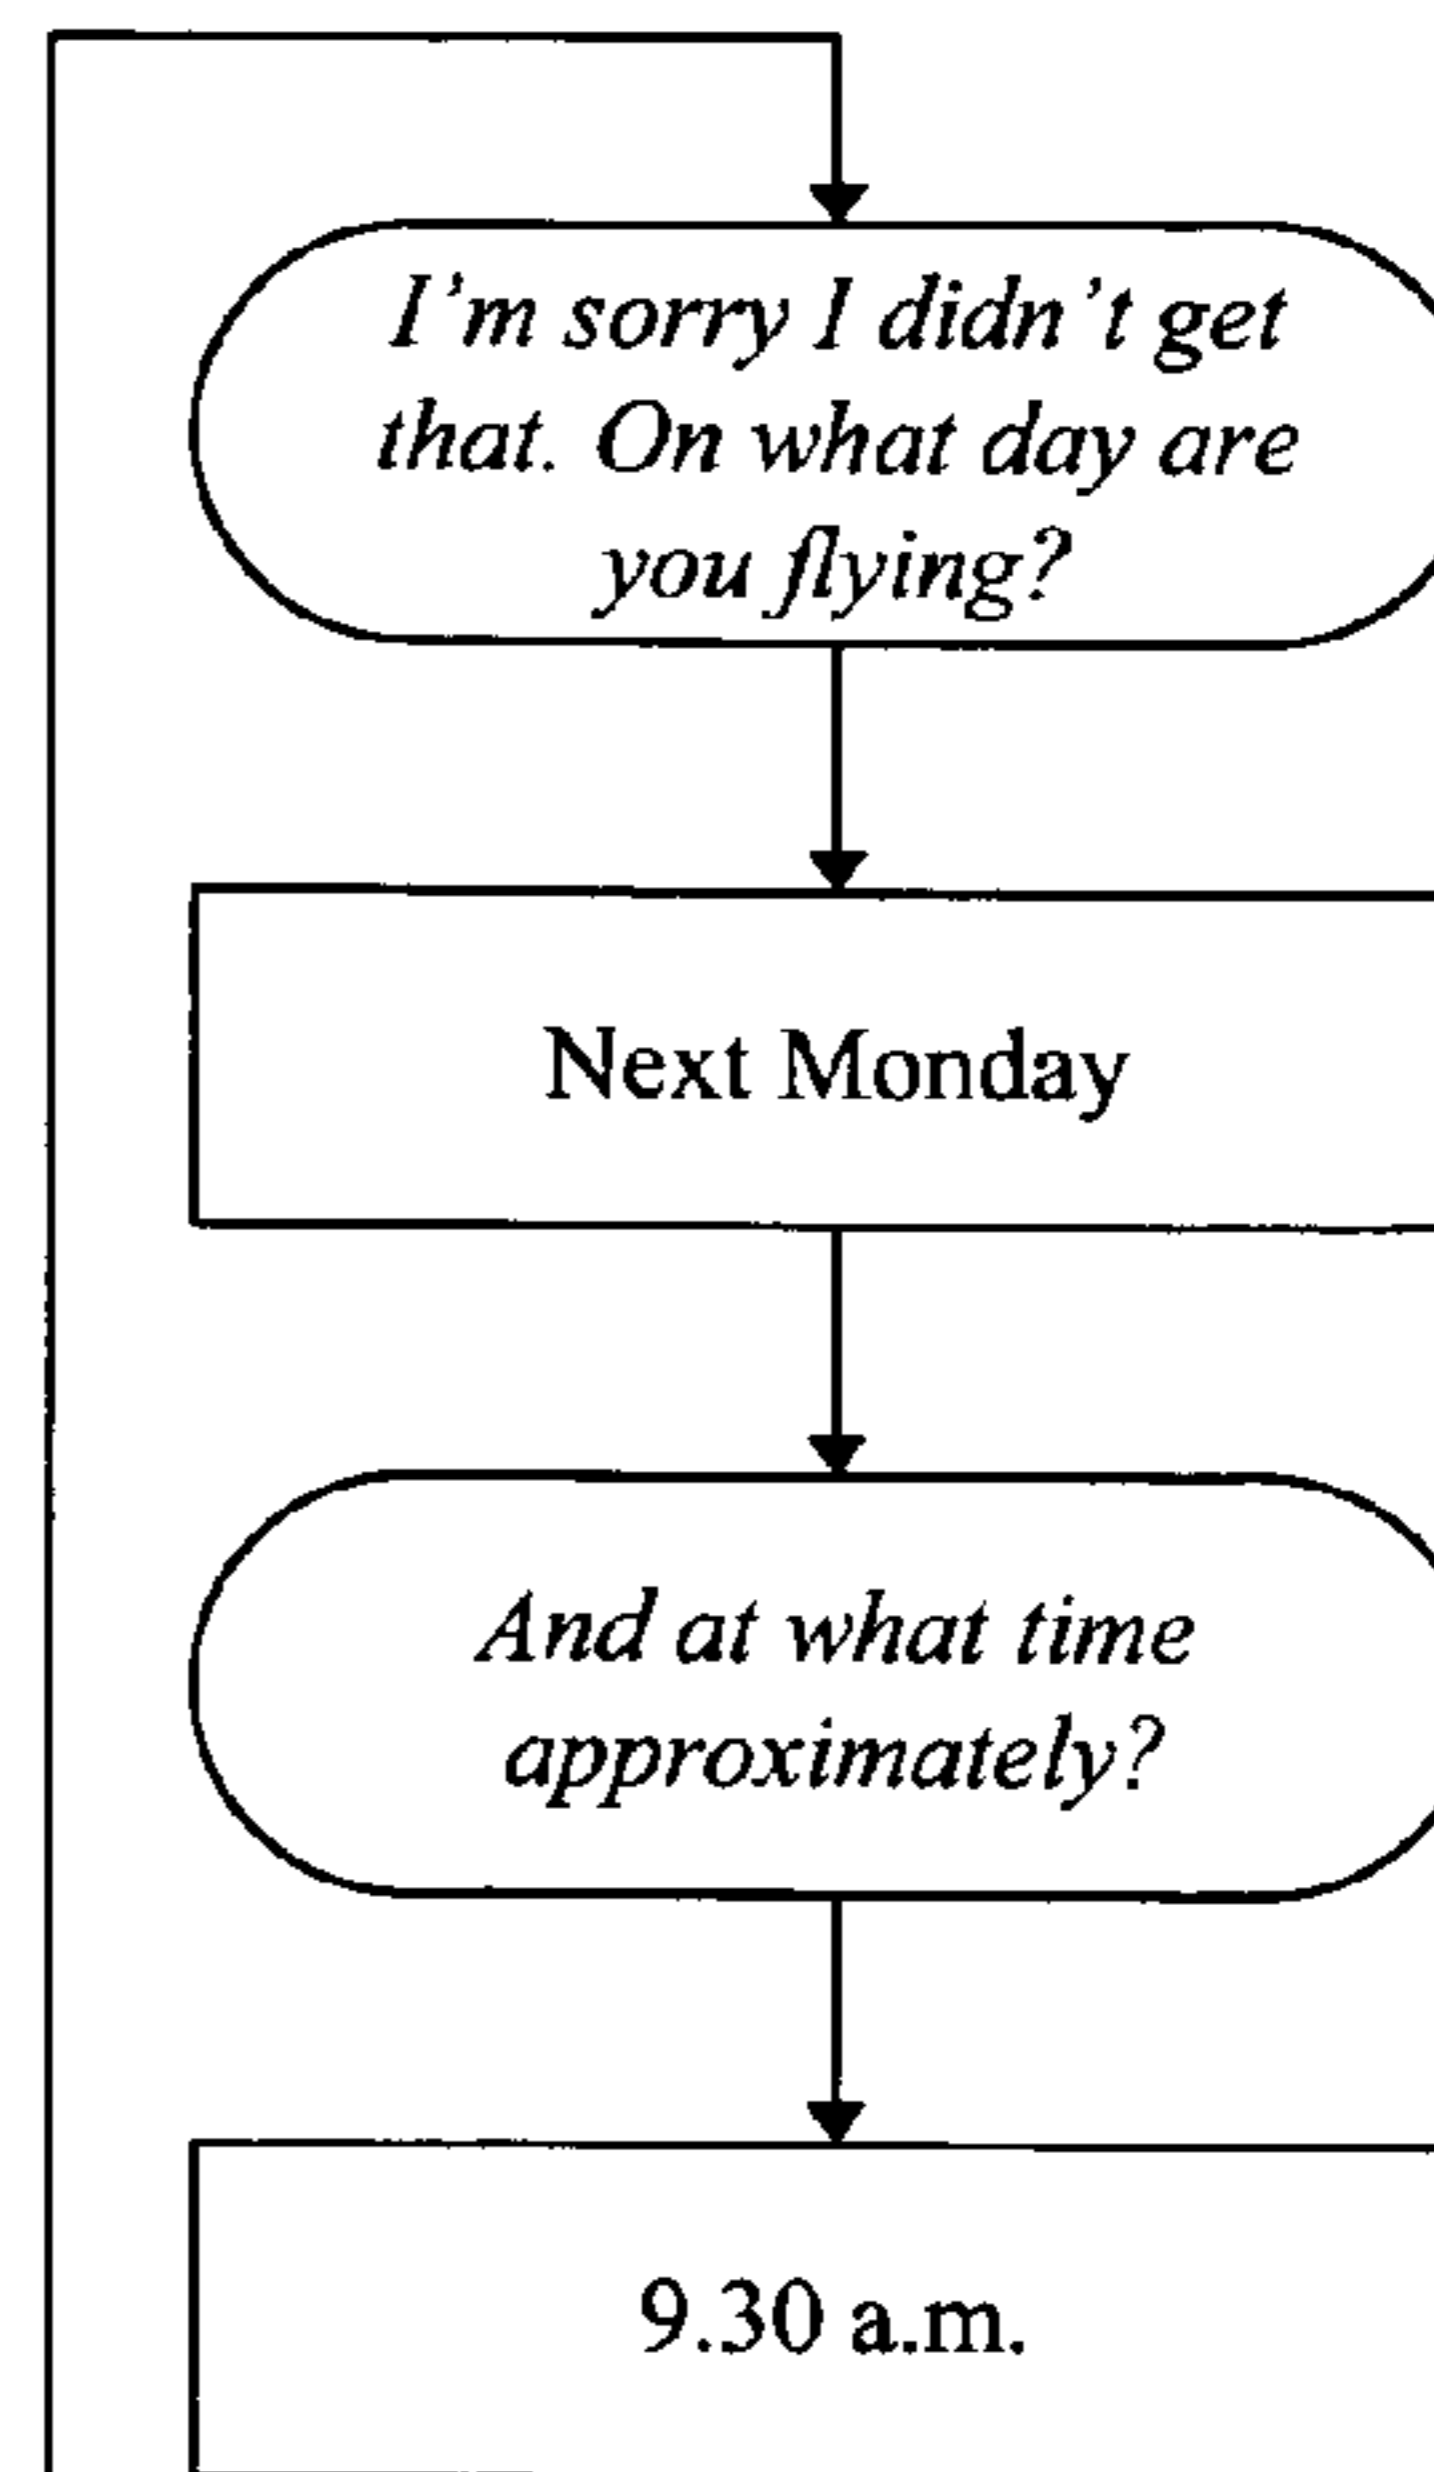 I'm sorry I didn't get
that. On what day are
you flying?
Next Monday
And at what time
approximately?
9.30 a.m.